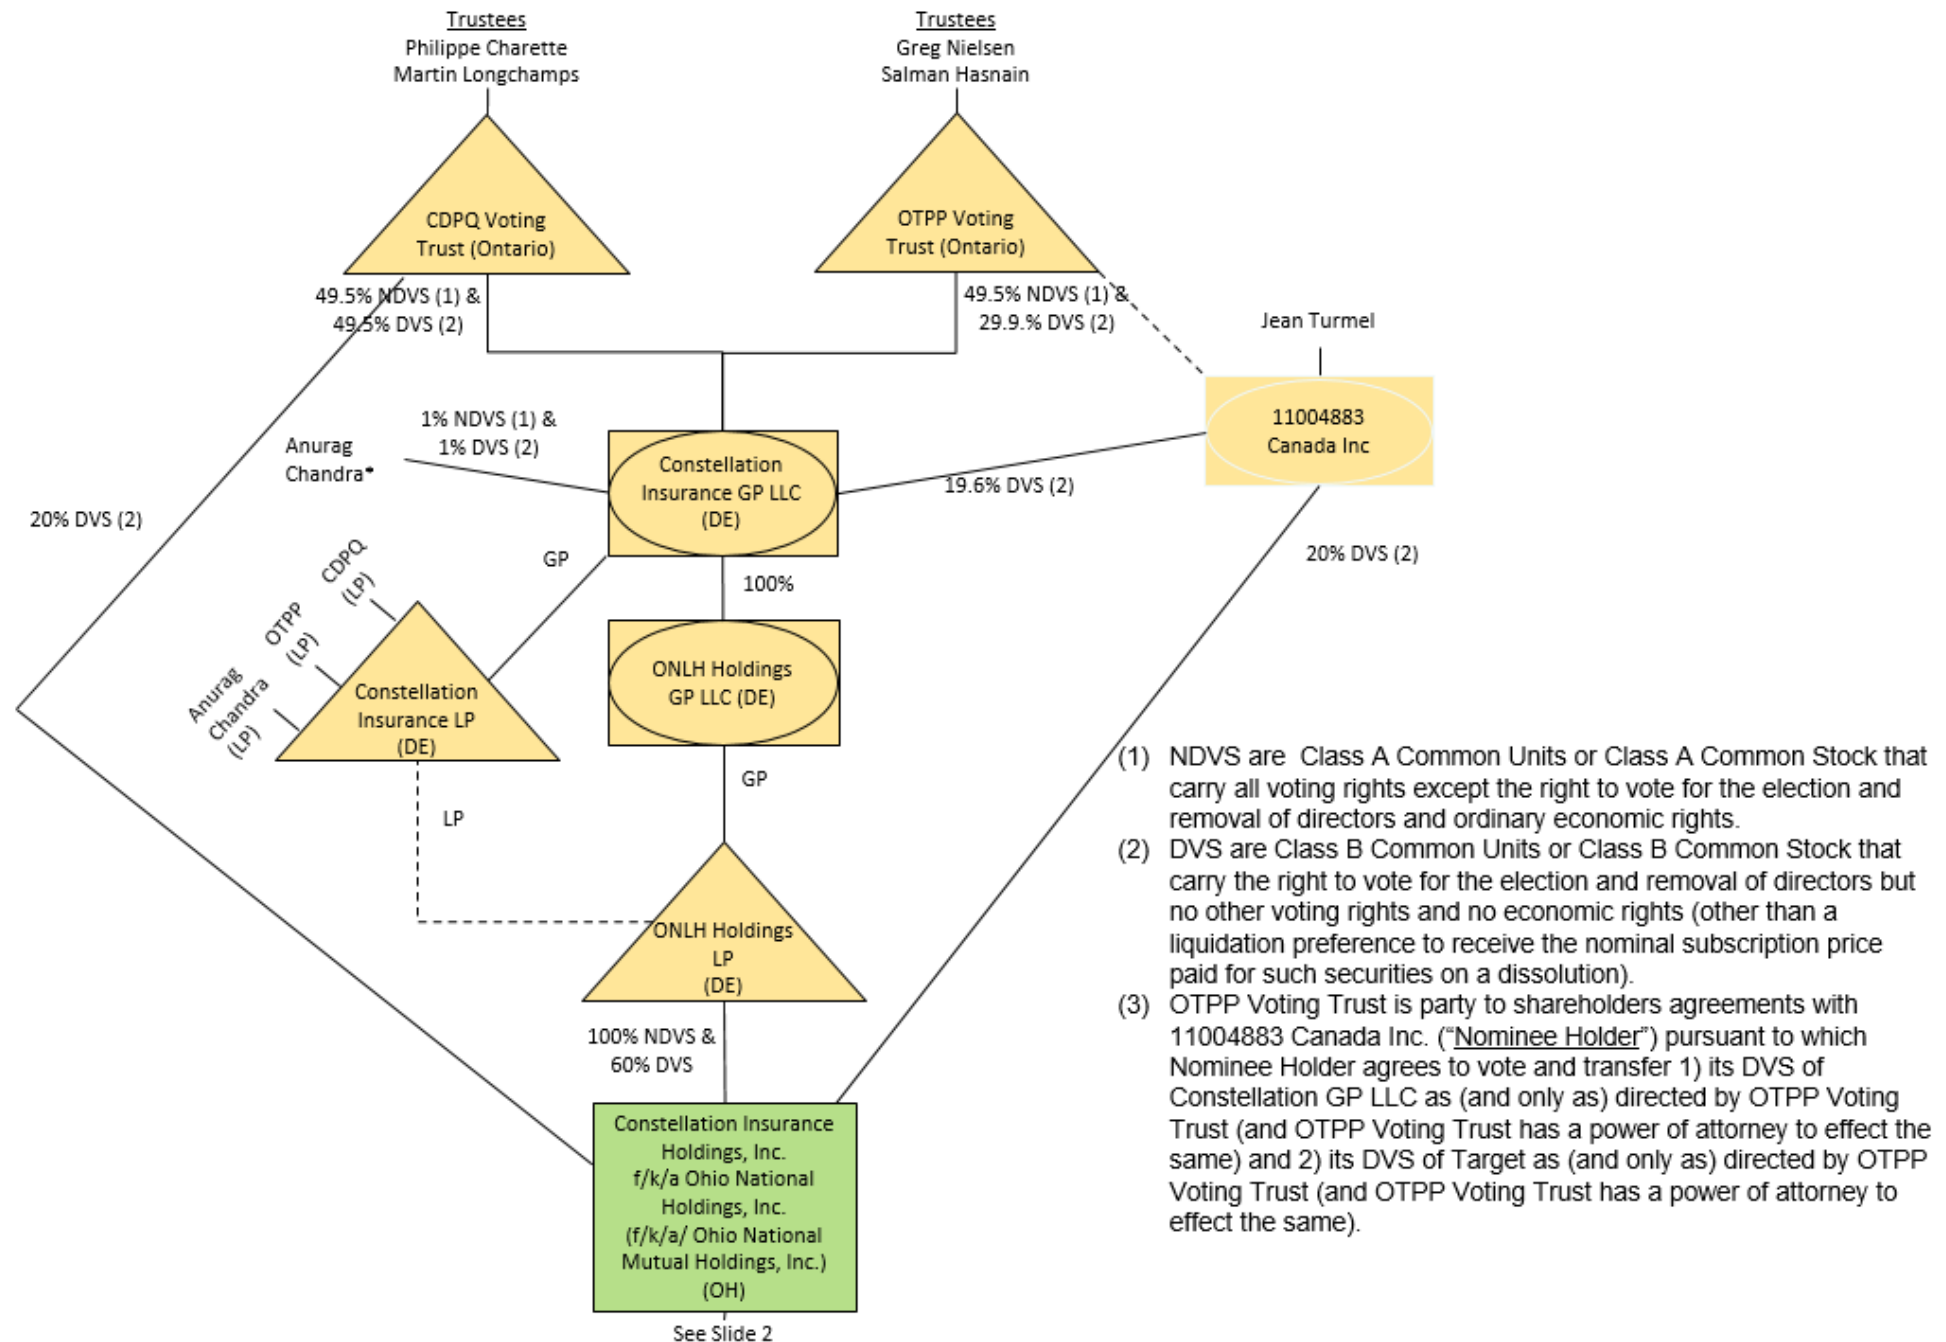 Trustees
Philippe Charette
Martin Longchamps
Trustees
Greg Nielsen
Salman Hasnain
CDPQ Voting
Trust (Ontario)
OTPP Voting
Trust (Ontario)
49.5% NDVS (1) &
49.5% DVS (2)
49.5% NDVS (1) &
29.9.% DVS (2)
Jean Turmel
11004883
Canada Inc
1% NDVS (1) &
1% DVS (2)
Anurag
Chandra*
Constellation
Insurance GP LLC
(DE)
19.6% DVS (2)
20% DVS (2)
20% DVS (2)
GP
100%
CDPQ
(LP)
OTPP
(LP)
Anurag
Chandra
(LP)
Constellation
Insurance LP
(DE)
ONLH Holdings
GP LLC (DE)
GP
LP
ONLH Holdings
LP
(DE)
100% NDVS &
60% DVS
Constellation Insurance
Holdings, Inc.
f/k/a Ohio National
Holdings, Inc.
(f/k/a/ Ohio National
Mutual Holdings, Inc.)
(OH)
See Slide 2
(1) NDVS are Class A Common Units or Class A Common Stock that
carry all voting rights except the right to vote for the election and
removal of directors and ordinary economic rights.
(2) DVS are Class B Common Units or Class B Common Stock that
carry the right to vote for the election and removal of directors but
no other voting rights and no economic rights (other than a
liquidation preference to receive the nominal subscription price
paid for such securities on a dissolution).
(3) OTPP Voting Trust is party to shareholders agreements with
11004883 Canada Inc. (“Nominee Holder”) pursuant to which
Nominee Holder agrees to vote and transfer 1) its DVS of
Constellation GP LLC as (and only as) directed by OTPP Voting
Trust (and OTPP Voting Trust has a power of attorney to effect the
same) and 2) its DVS of Target as (and only as) directed by OTPP
Voting Trust (and OTPP Voting Trust has a power of attorney to
effect the same).